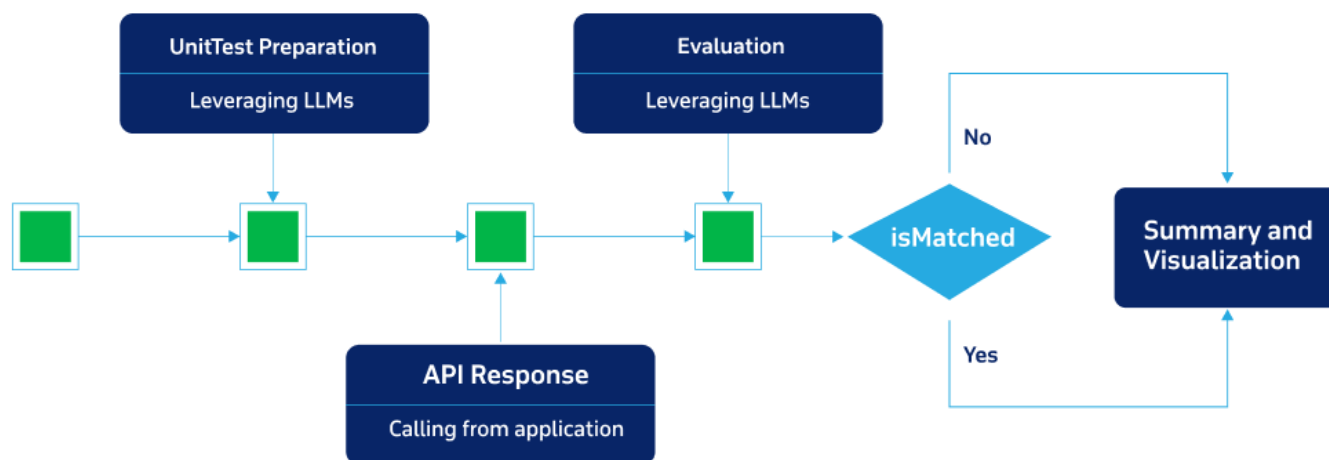 UnitTest Preparation
Leveraging LLMs
Evaluation
Leveraging LLMs
No
isMatched
Summary and
Visualization
Yes
API Response
Calling from application